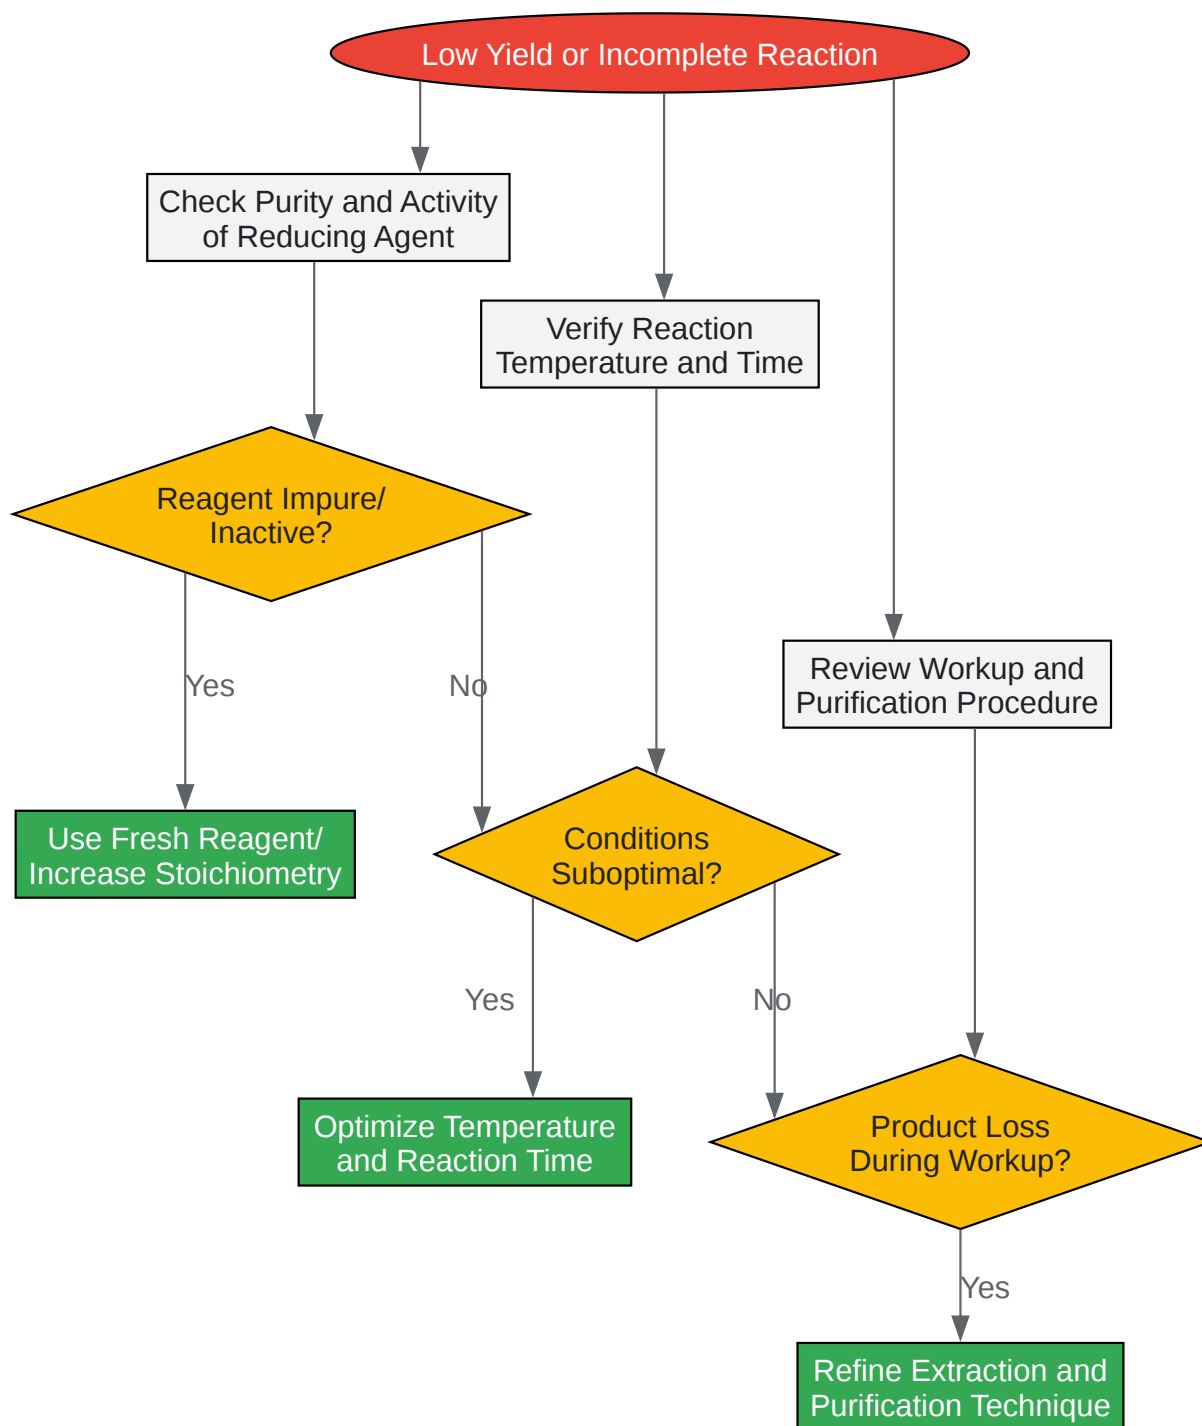 Low Yield or Incomplete Reaction
Check Purity and Activity
of Reducing Agent
Verify Reaction
Temperature and Time
Reagent Impure/
Inactive?
Review Workup and
Purification Procedure
Yes
No
Use Fresh Reagent/
Increase Stoichiometry
Conditions
Suboptimal?
Yes
No
Optimize Temperature
and Reaction Time
Product Loss
During Workup?
Yes
Refine Extraction and
Purification Technique